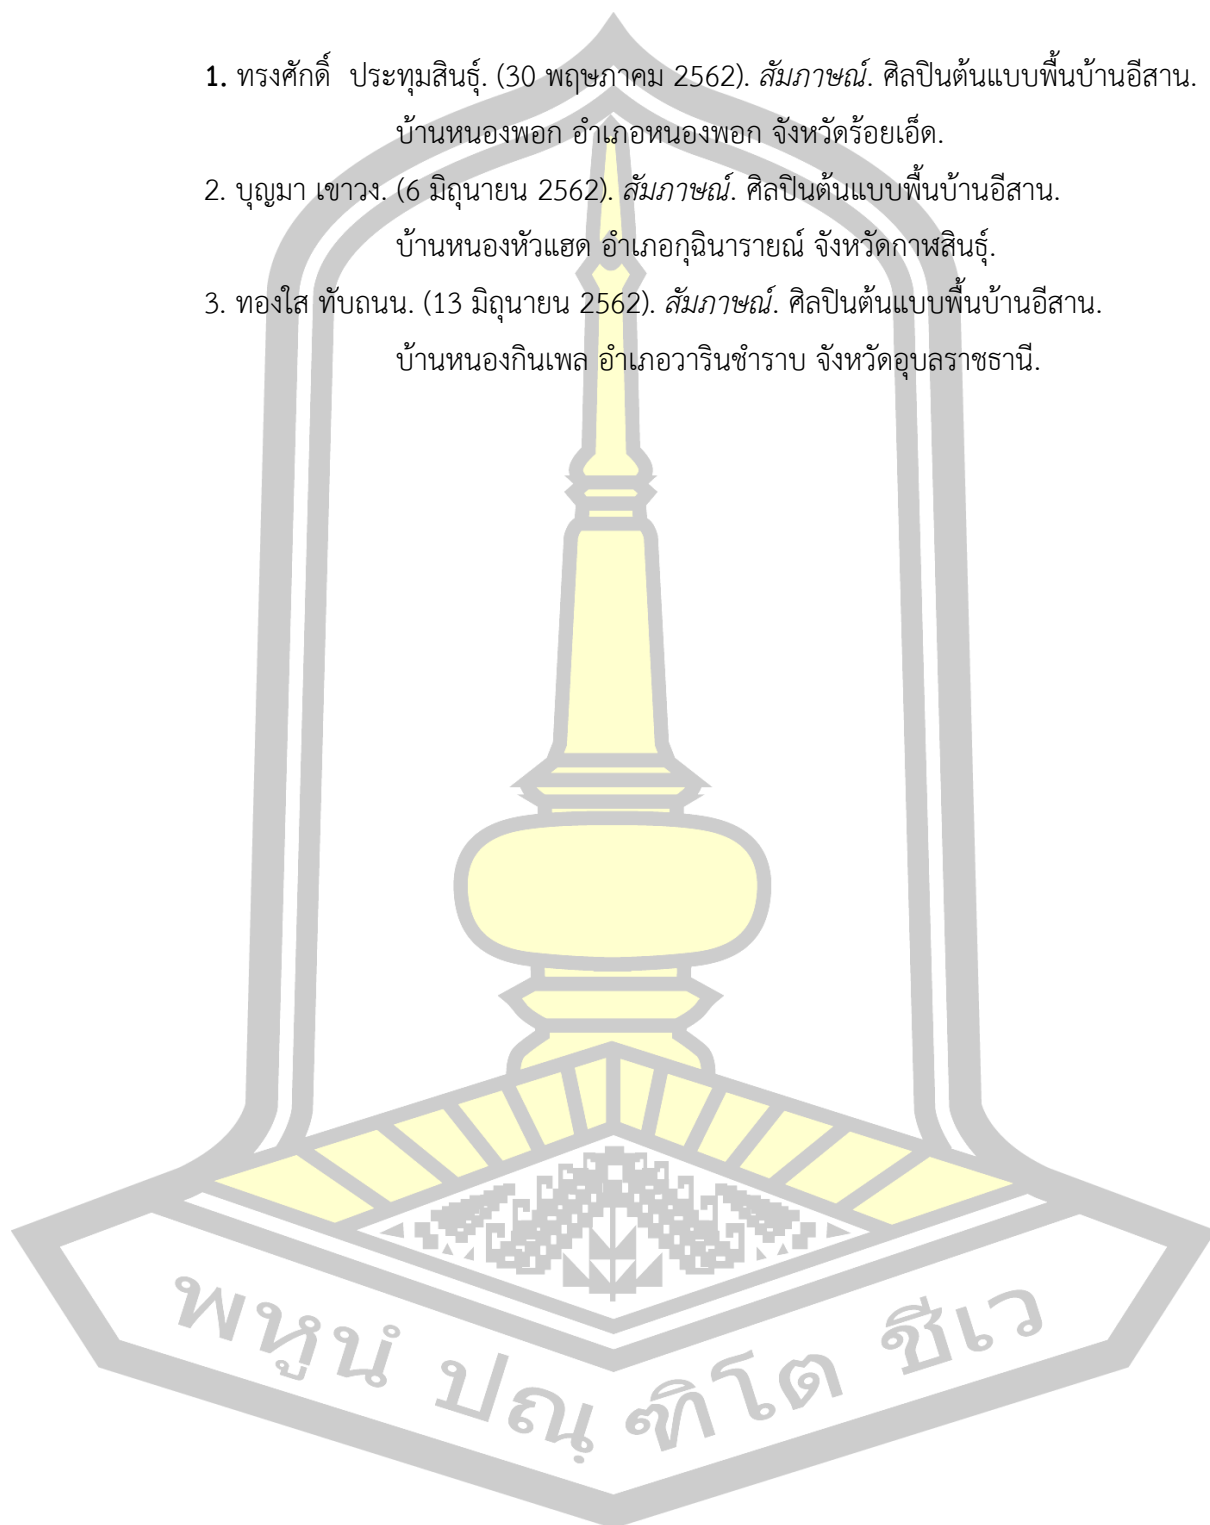 1. ทรงศักดิ์ ประทุมสินธุ์. (30 พฤษภาคม 2562). สัมภาษณ์. ศิลปินต้นแบบพื้นบ้านอีสาน.
บ้านหนองพอก อำเภอหนองพอก จังหวัดร้อยเอ็ด.
2. บุญมา เขาวง. (6 มิถุนายน 2562). สัมภาษณ์. ศิลปินต้นแบบพื้นบ้านอีสาน.
บ้านหนองหัวแฮด อำเภอกุฉินารายณ์ จังหวัดกาฬสินธุ์.
3. ทองใส ทับถนน. (13 มิถุนายน 2562). สัมภาษณ์. ศิลปินต้นแบบพื้นบ้านอีสาน.
บ้านหนองกินเพล อำเภอวารินชำราบ จังหวัดอุบลราชธานี.
พหูนํ ปณฺ ฑิโต ชีเว